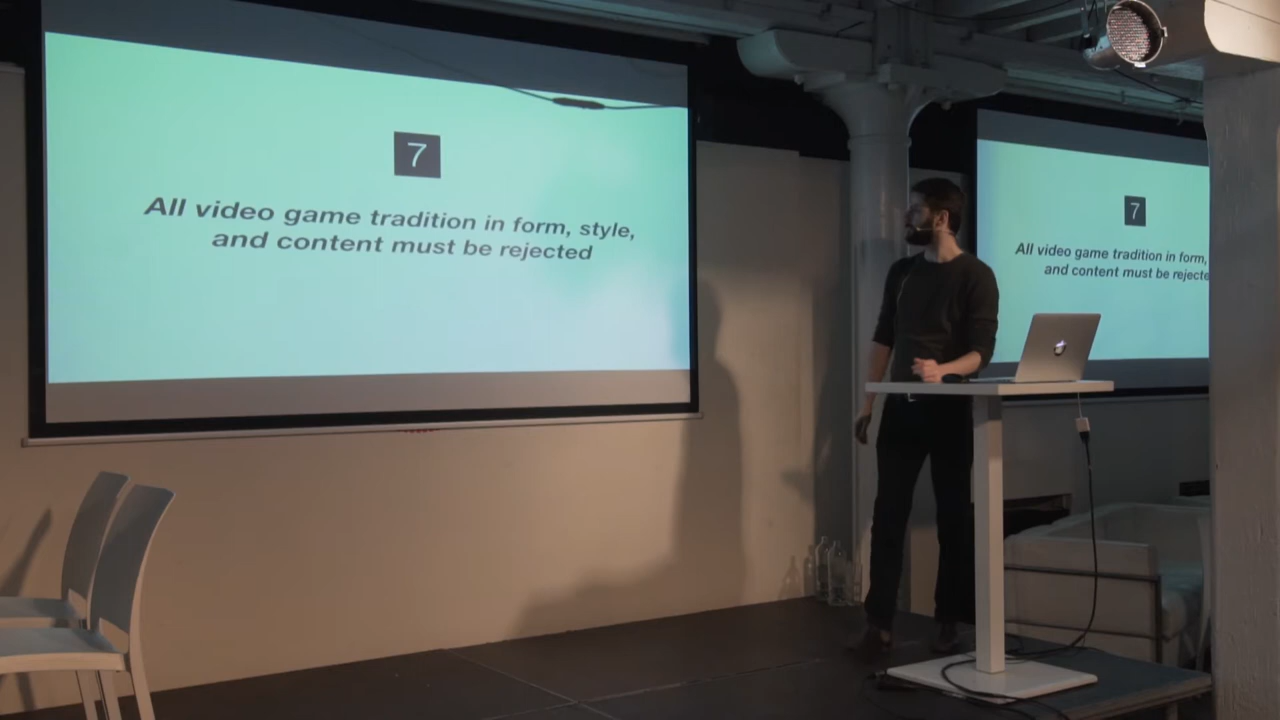 7
All video game tradition in form, style,
and content must be rejected
7
All video game tradition in form,
and content must be rejecte